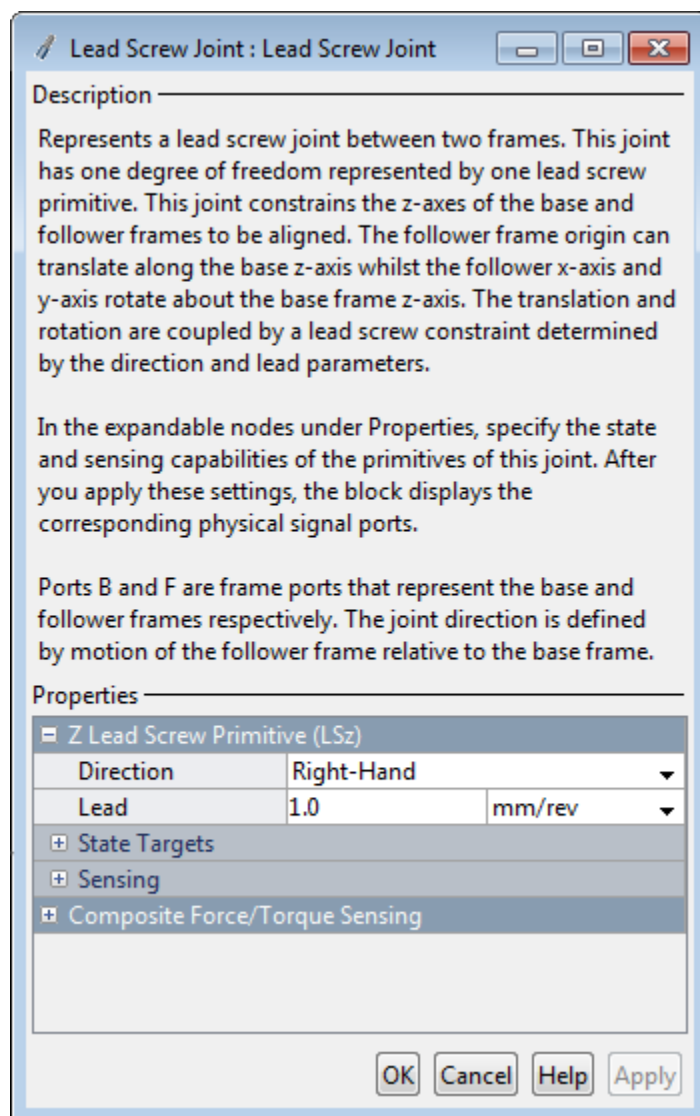 Lead Screw Joint : Lead Screw Joint
Description
Represents a lead screw joint between two frames. This joint
has one degree of freedom represented by one lead screw
primitive. This joint constrains the z-axes of the base and
follower frames to be aligned. The follower frame origin can
translate along the base z-axis whilst the follower x-axis and
y-axis rotate about the base frame z-axis. The translation and
rotation are coupled by a lead screw constraint determined
by the direction and lead parameters.
In the expandable nodes under Properties, specify the state
and sensing capabilities of the primitives of this joint. After
you apply these settings, the block displays the
corresponding physical signal ports.
Ports B and F are frame ports that represent the base and
follower frames respectively. The joint direction is defined
by motion of the follower frame relative to the base frame.
Properties
Z Lead Screw Primitive (LSz)
Direction Right-Hand
Lead 1.0 mm/rev
State Targets
Sensing
Composite Force/Torque Sensing
OK Cancel Help Apply